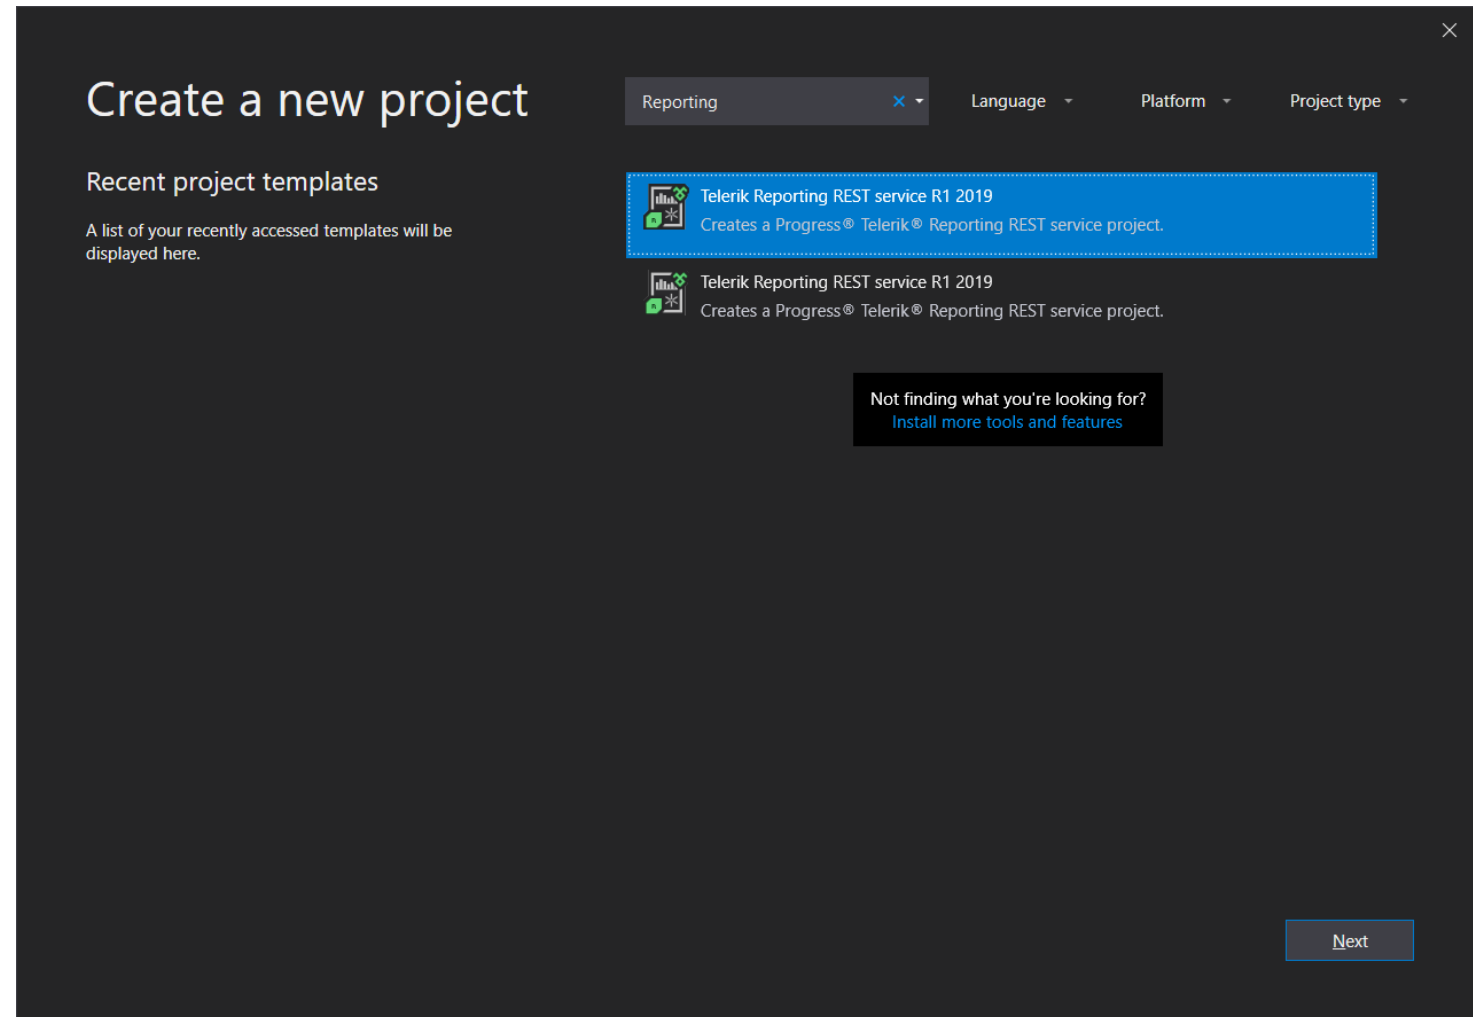 Create a new project
Reporting
Language
Platform
Project type
Recent project templates
A list of your recently accessed templates will be
displayed here.
Telerik Reporting REST service R1 2019
Creates a Progress® Telerik® Reporting REST service project.
Telerik Reporting REST service R1 2019
Creates a Progress® Telerik® Reporting REST service project.
Not finding what you're looking for?
Install more tools and features
Next